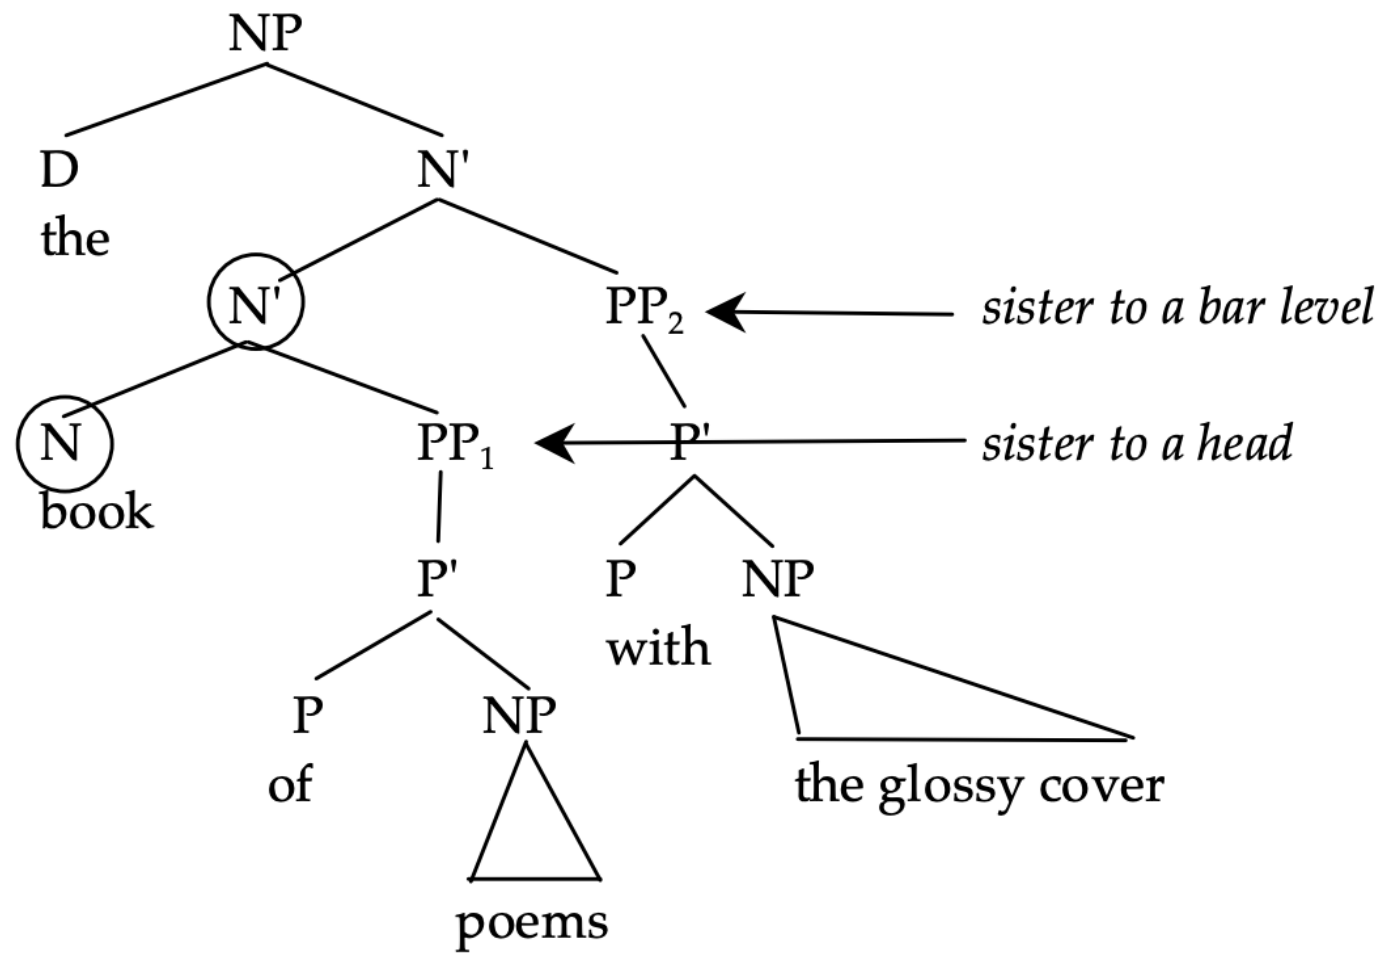 NP
D N'
the
N' PP₂ sister to a bar level
N PP₁ P' sister to a head
book
P' P NP
with
P NP
of the glossy cover
poems